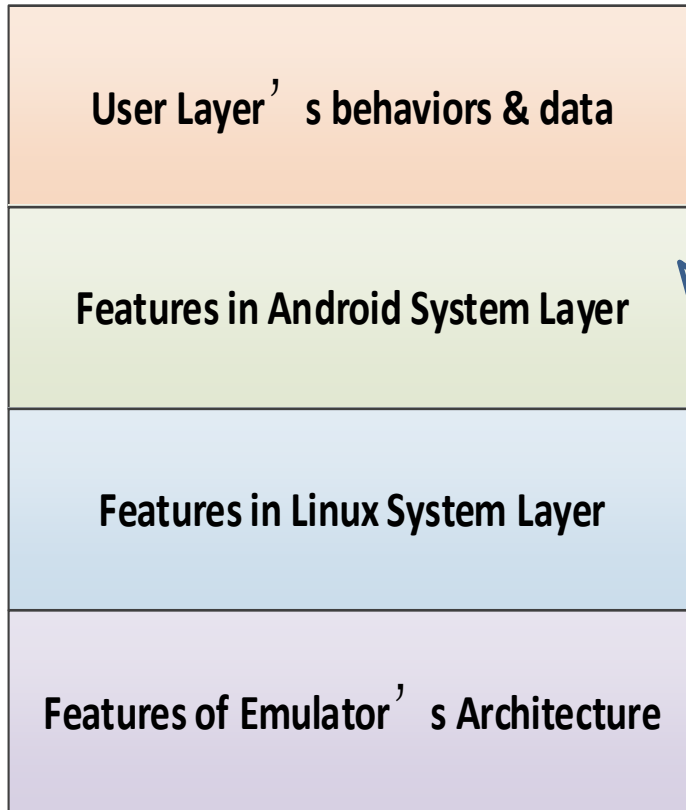 User Layer’s behaviors & data
Features in Android System Layer
Features in Linux System Layer
Features of Emulator’s Architecture